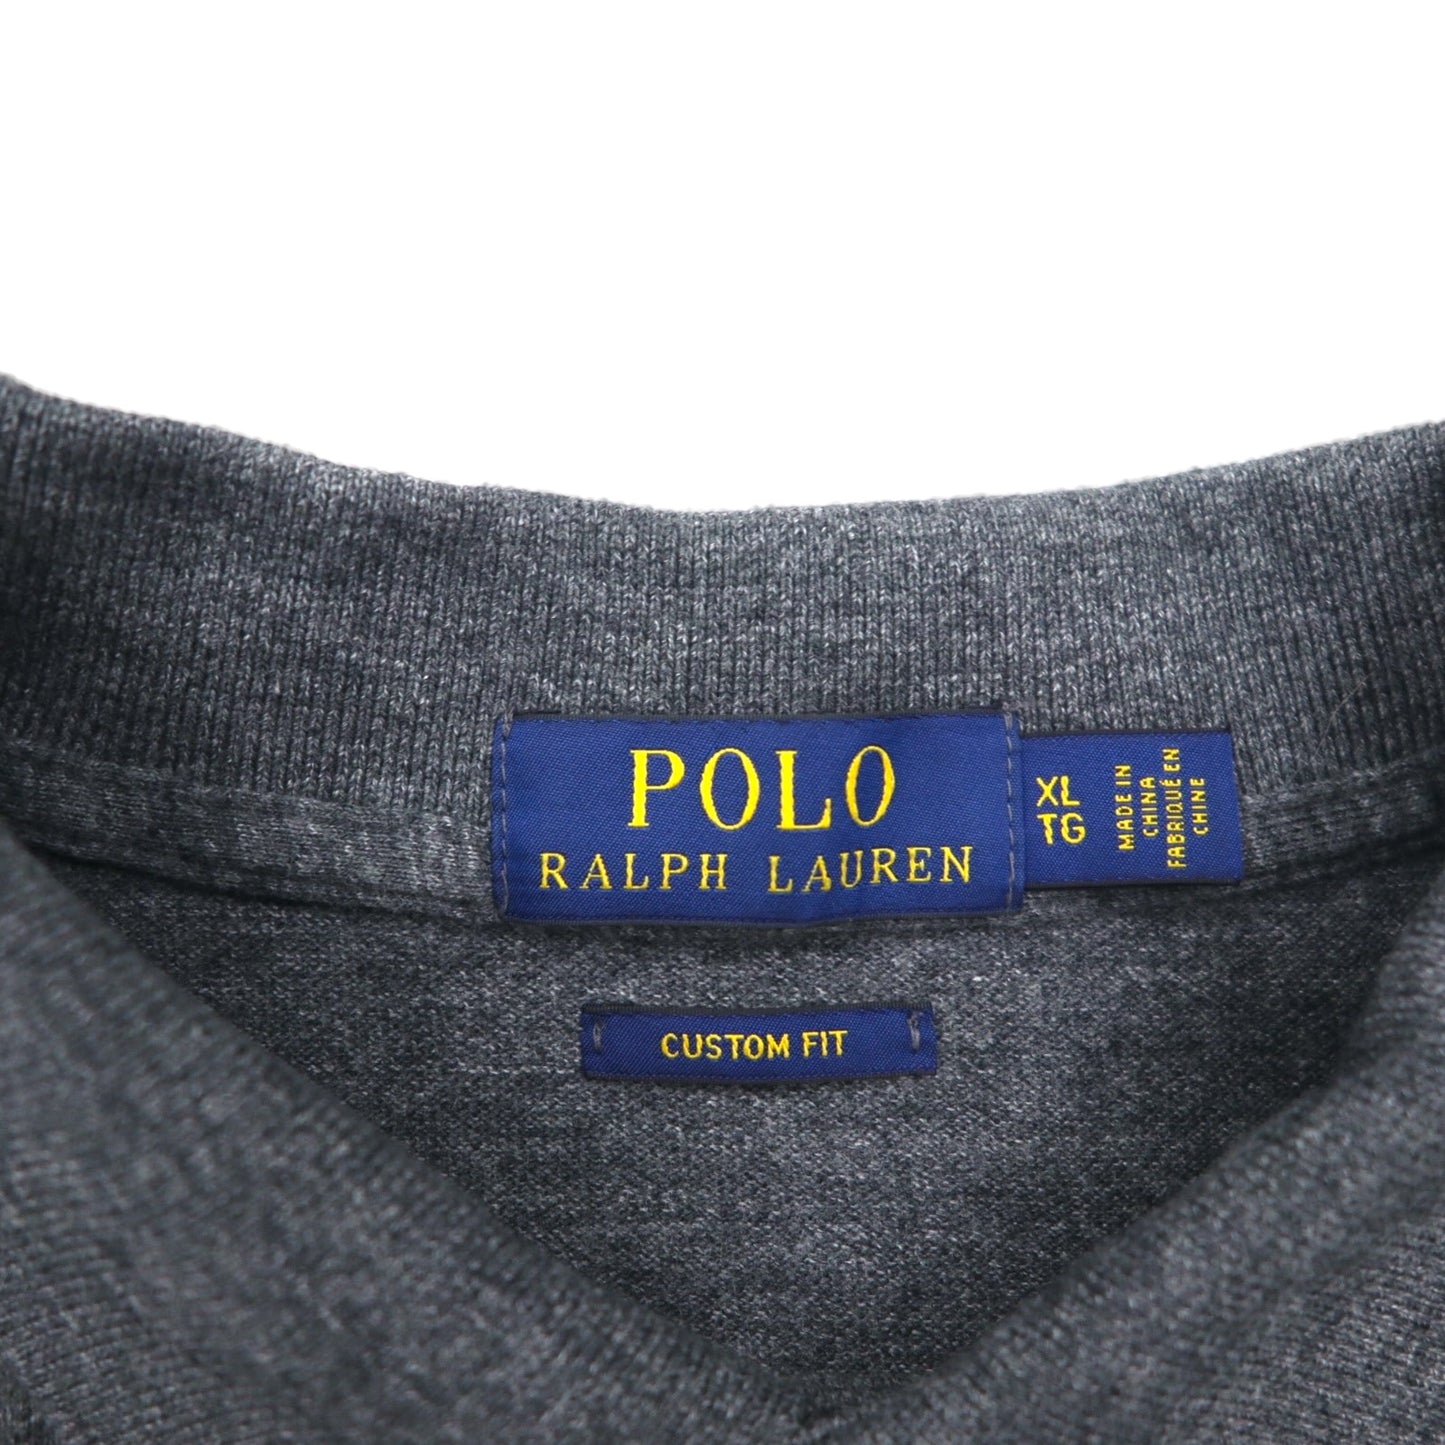 POLO
RALPH LAUREN
XL
TG
MADE IN
CHINA
FABRIQUÉ EN
CHINE
CUSTOM FIT